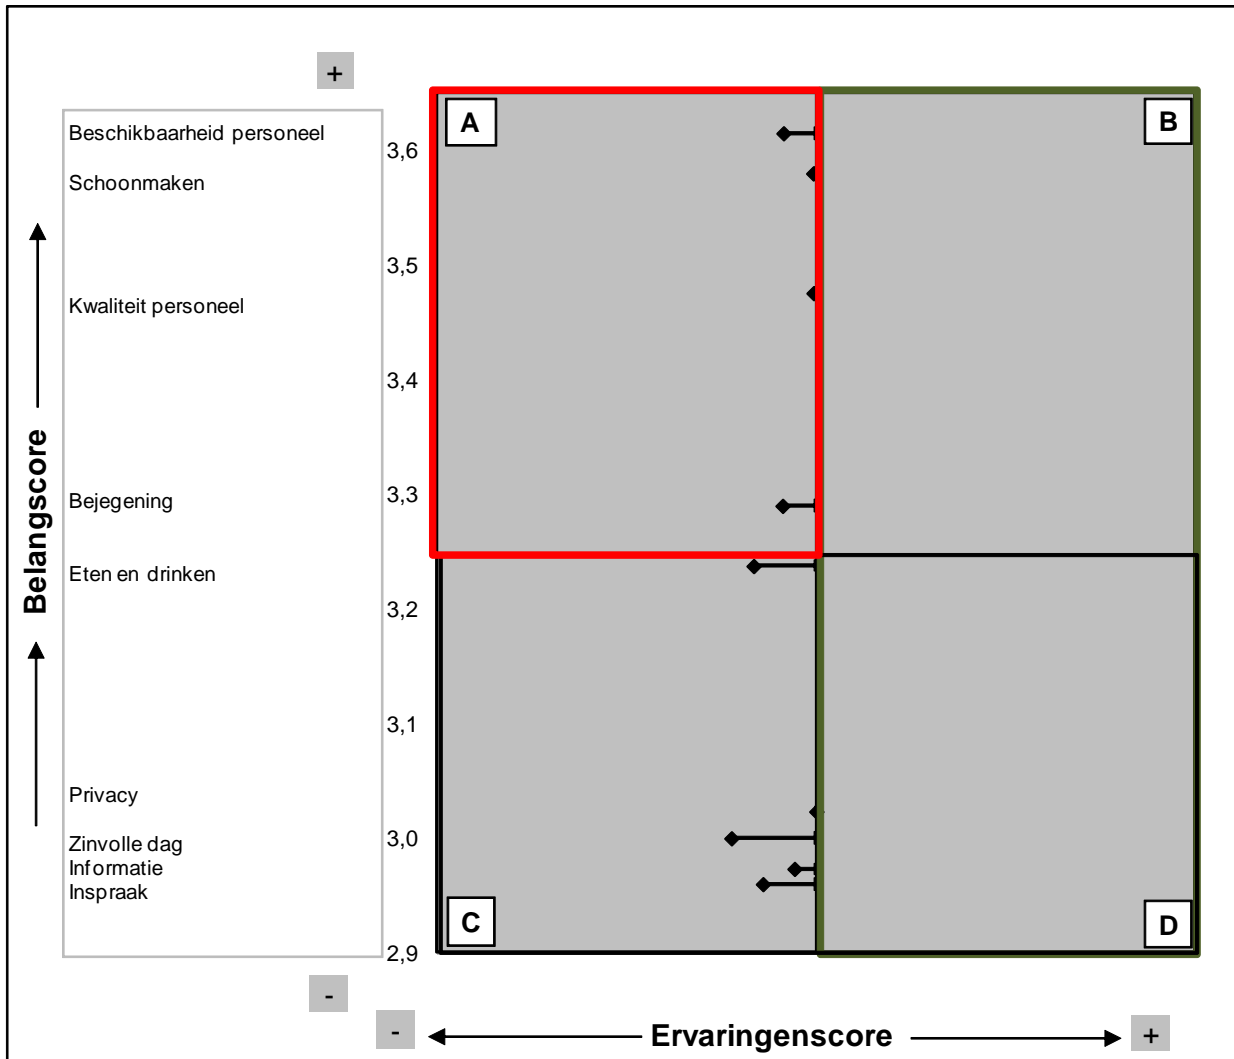 +
A
B
Beschikbaarheid personeel
3,6
Schoonmaken
3,5
Kwaliteit personeel
3,4
Bejegening
3,3
Eten en drinken
3,2
3,1
Privacy
Zinvolle dag
3,0
Informatie
Inspraak
C
D
2,9
Belangscore
-
-
Ervaringenscore
+